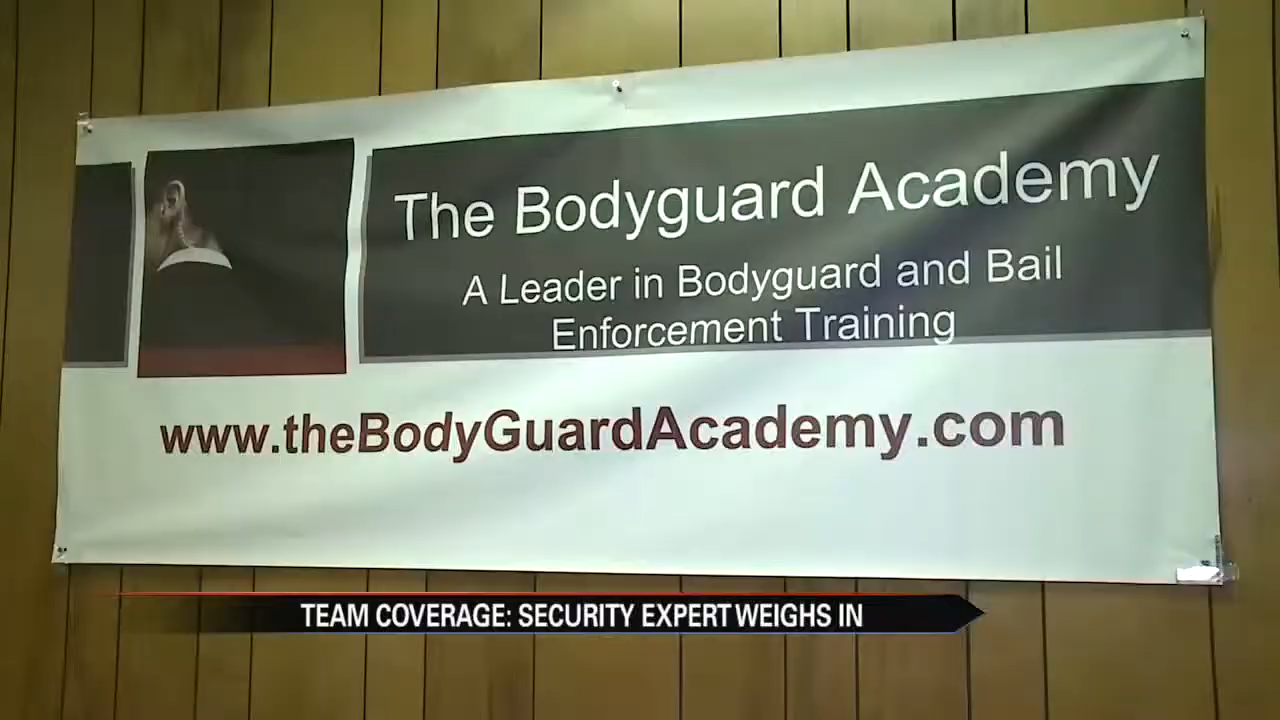 The Bodyguard Academy
A Leader in Bodyguard and Bail
Enforcement Training
www.theBodyGuardAcademy.com
TEAM COVERAGE: SECURITY EXPERT WEIGHS IN